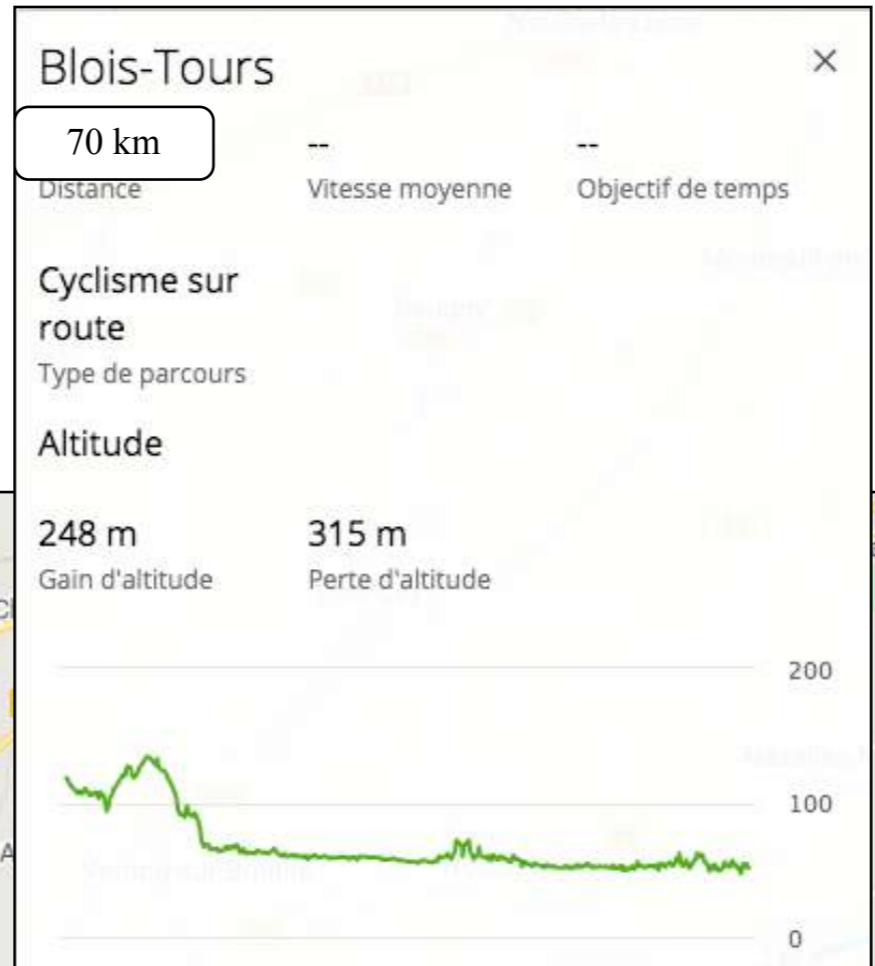 Blois-Tours
×
70 km
--
--
Distance
Vitesse moyenne
Objectif de temps
Cyclisme sur
route
Type de parcours
Altitude
248 m
315 m
Gain d'altitude
Perte d'altitude
200
100
0